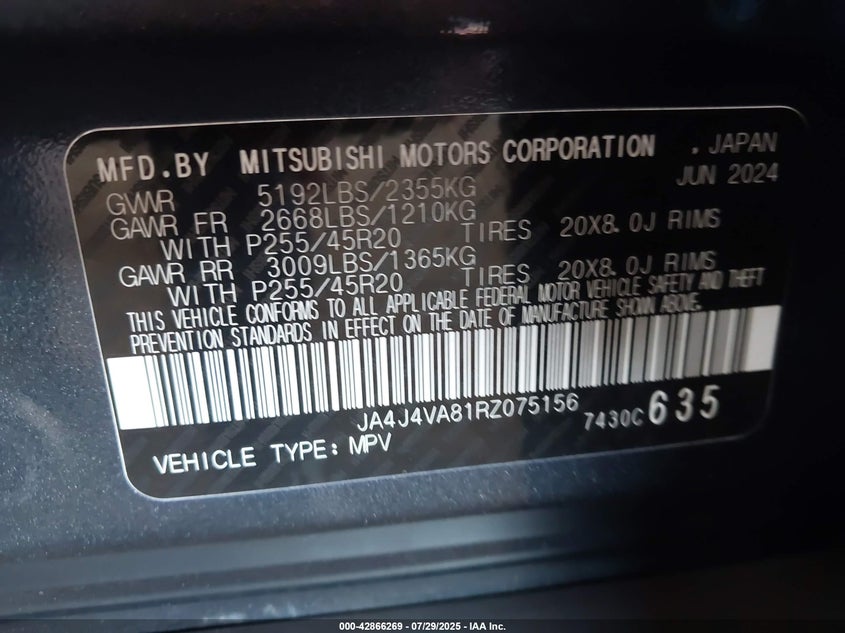 MFD.BY MITSUBISHI MOTORS CORPORATION . JAPAN
JUN 2024
GVWR 5192LBS/2355KG
GAWR FR 2668LBS/1210KG
WITH P255/45R20 TIRES 20X8.0J RIMS
GAWR RR 3009LBS/1365KG
WITH P255/45R20 TIRES 20X8.0J RIMS
THIS VEHICLE CONFORMS TO ALL APPLICABLE FEDERAL MOTOR VEHICLE SAFETY AND THEFT
PREVENTION STANDARDS IN EFFECT ON THE DATE OF MANUFACTURE SHOWN ABOVE.
JA4J4VA81RZ075156 7430C 635
VEHICLE TYPE: MPV
000-42866269 - 07/29/2025 - IAA Inc.